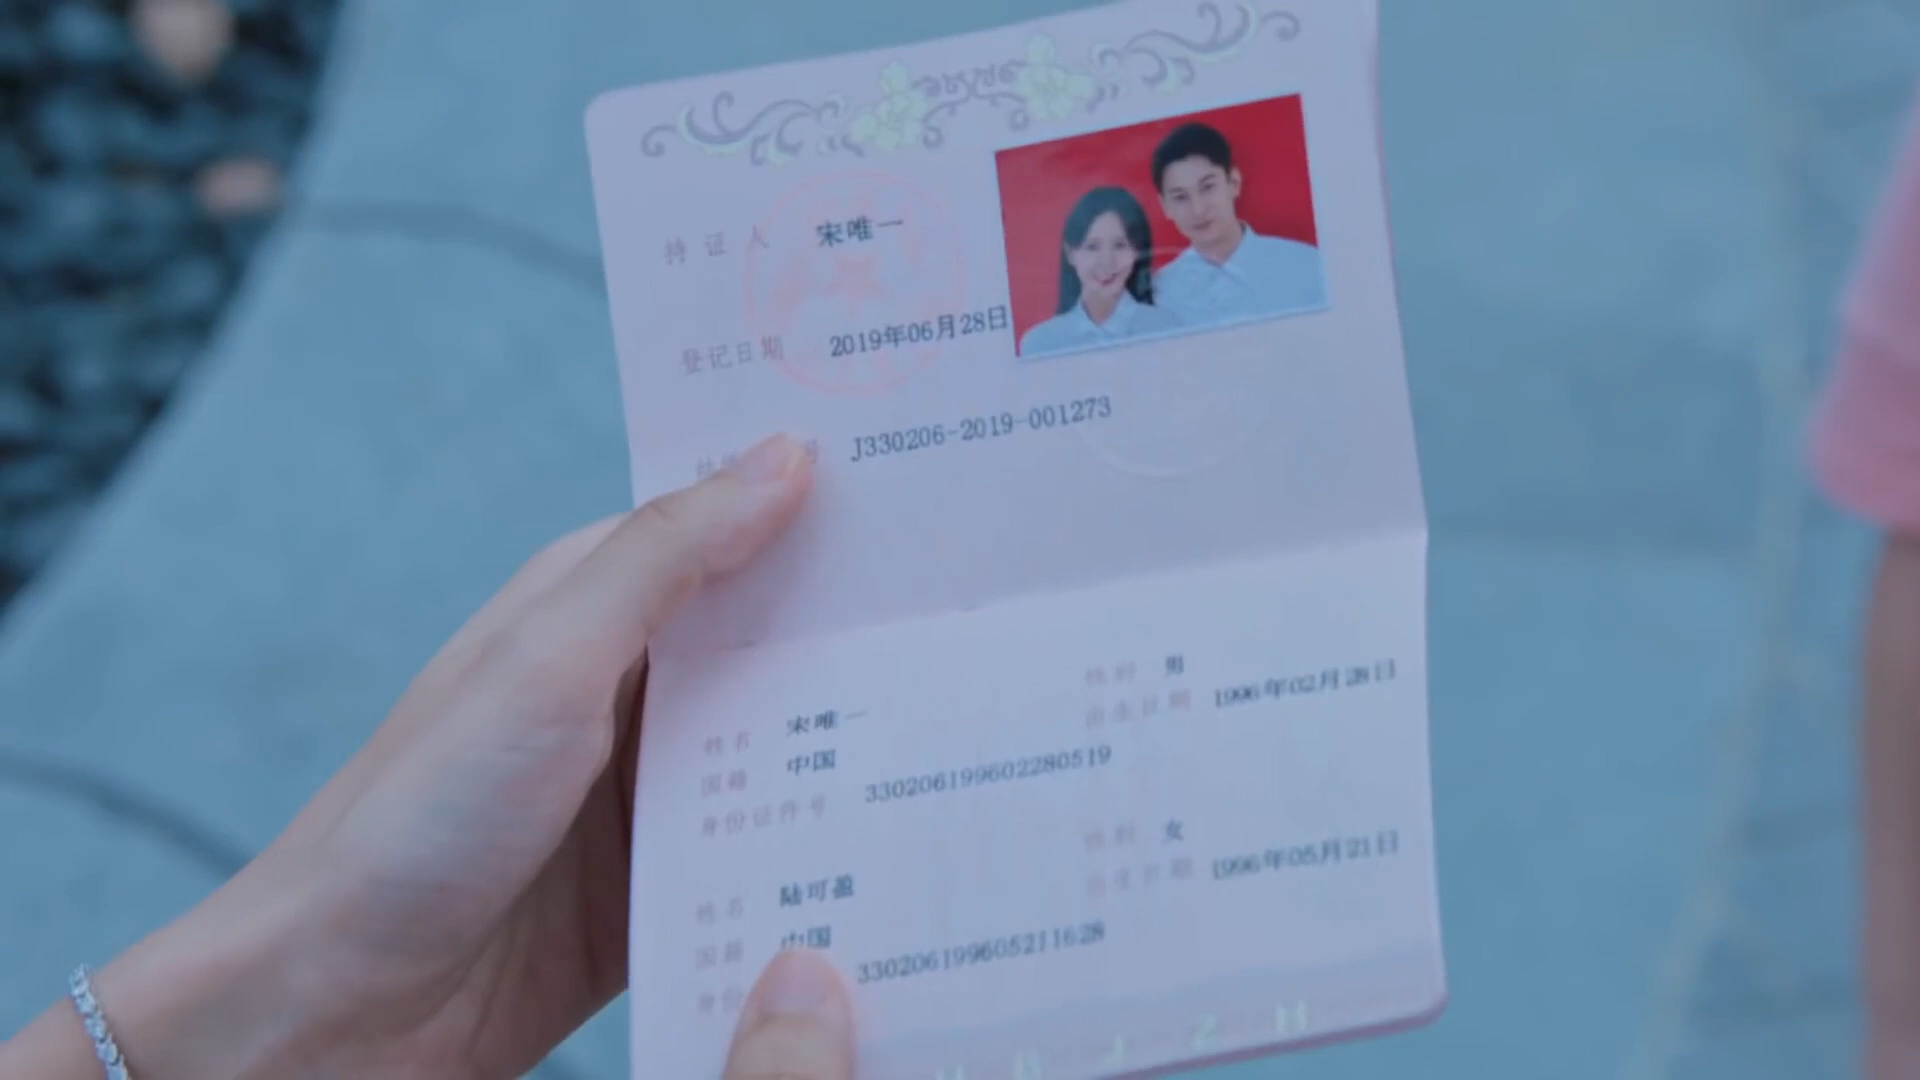 持证人 宋唯一
登记日期 2019年06月28日
号 J330206-2019-001273
姓名 宋唯一 性别 男
国籍 中国 出生日期 1996年02月28日
身份证件号 330206199602280519
姓名 陆可盈 性别 女
国籍 中国 出生日期 1996年05月21日
身份 330206199605211628